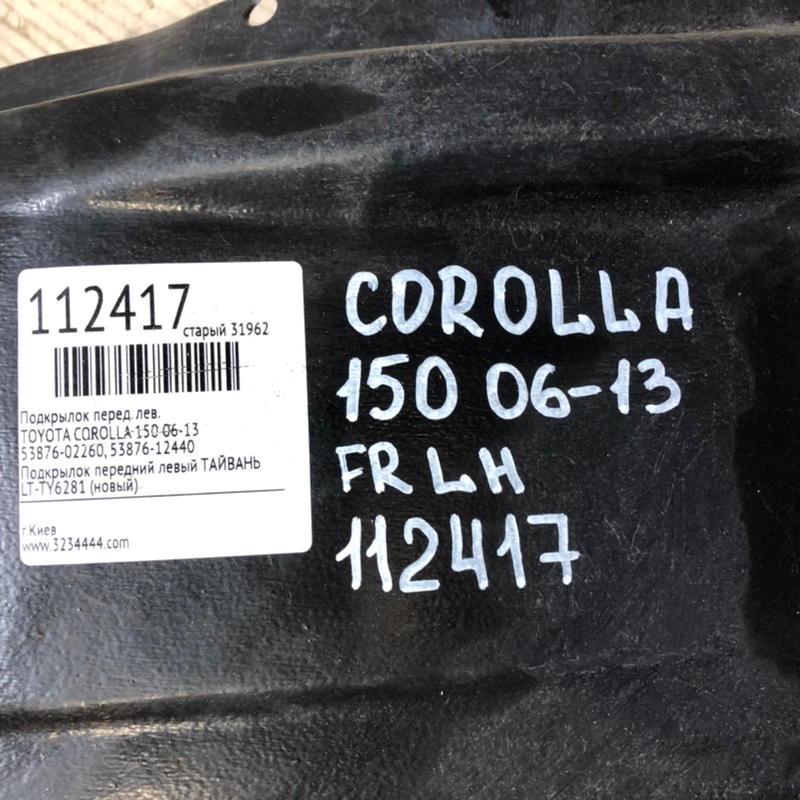 112417
старый 31962
Подкрылок перед. лев.
TOYOTA COROLLA 150 06-13
53876-02260, 53876-12440
Подкрылок передний левый ТАЙВАНЬ
LT-TY6281 (новый)
г.Киев
www.3234444.com
COROLLA
150 06-13
FR LH
112417